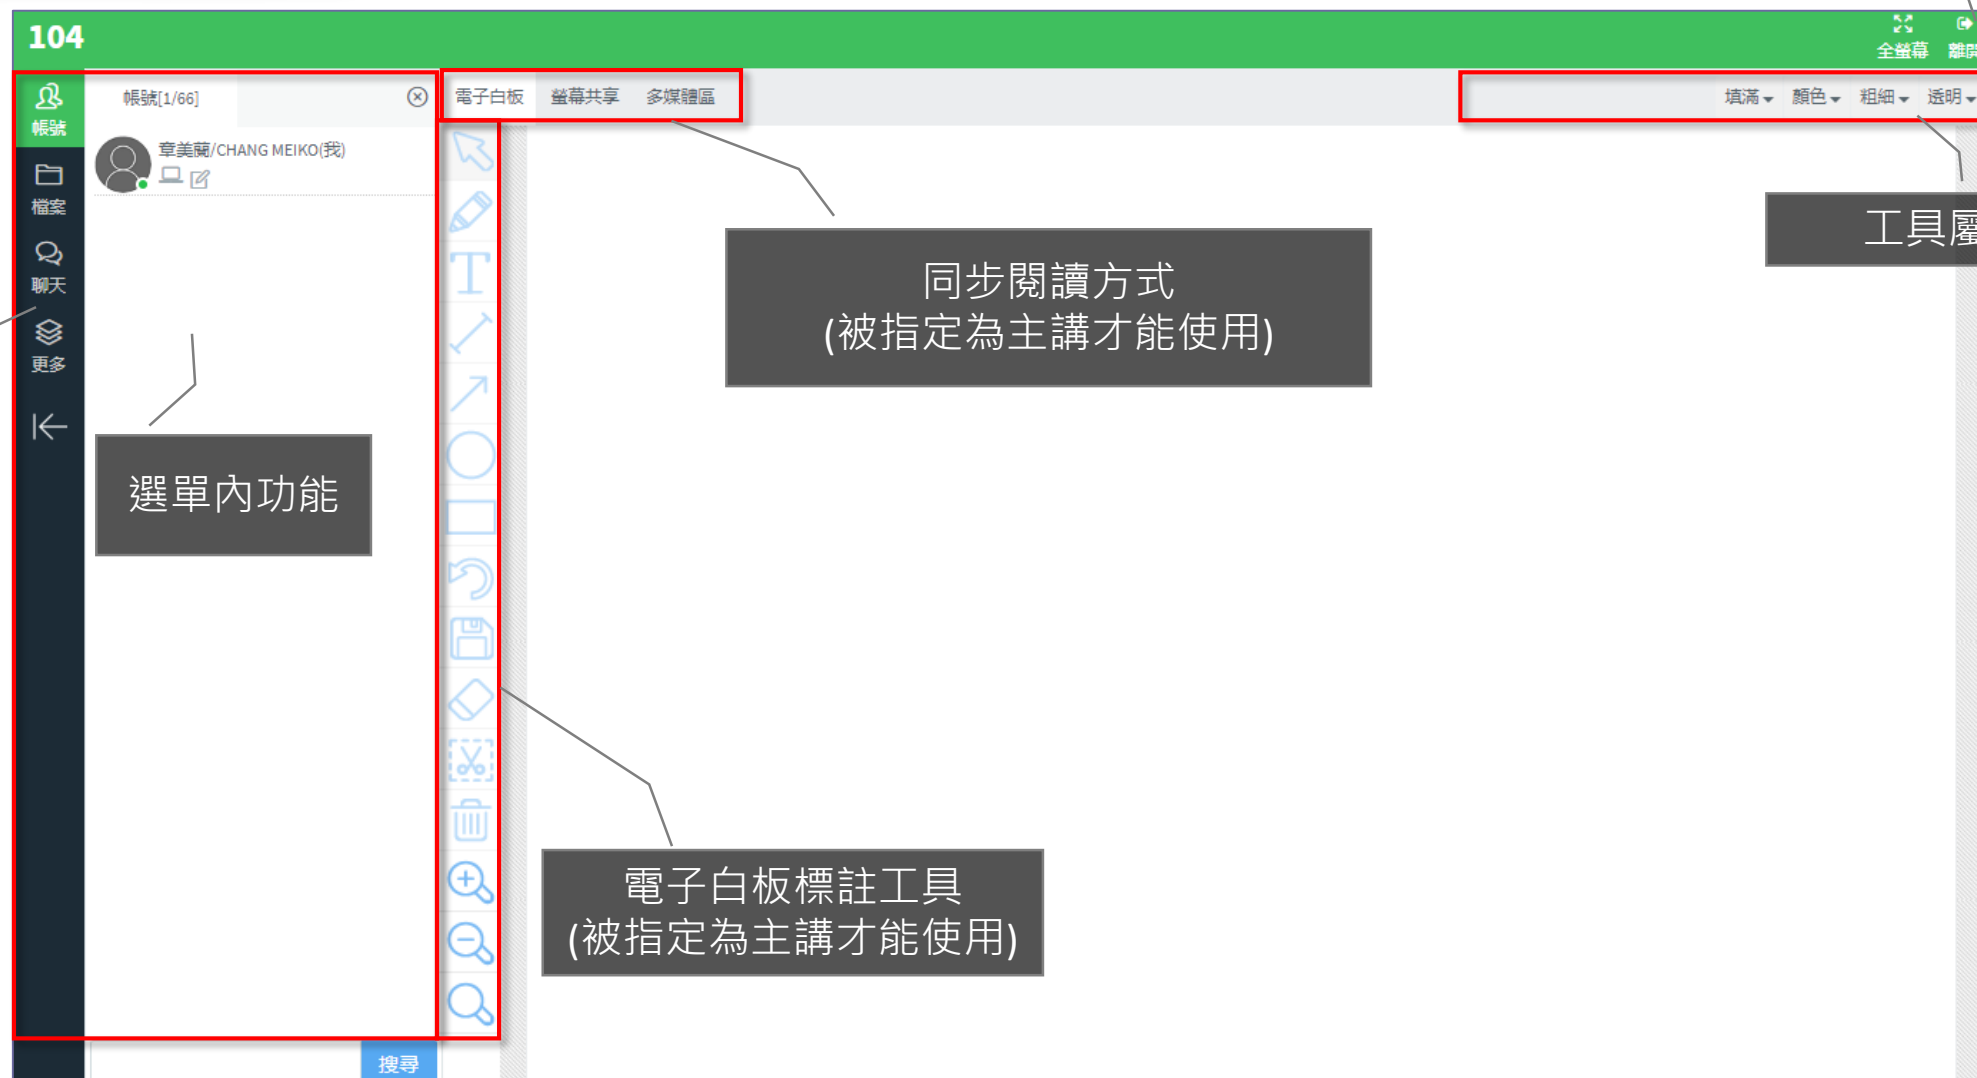 104
全螢幕
離開
帳號
帳號[1/66]
電子白板
螢幕共享
多媒體區
填滿
顏色
粗細
透明
章美蘭/CHANG MEIKO(我)
檔案
聊天
更多
工具屬
同步閱讀方式
(被指定為主講才能使用)
選單內功能
電子白板標註工具
(被指定為主講才能使用)
搜尋